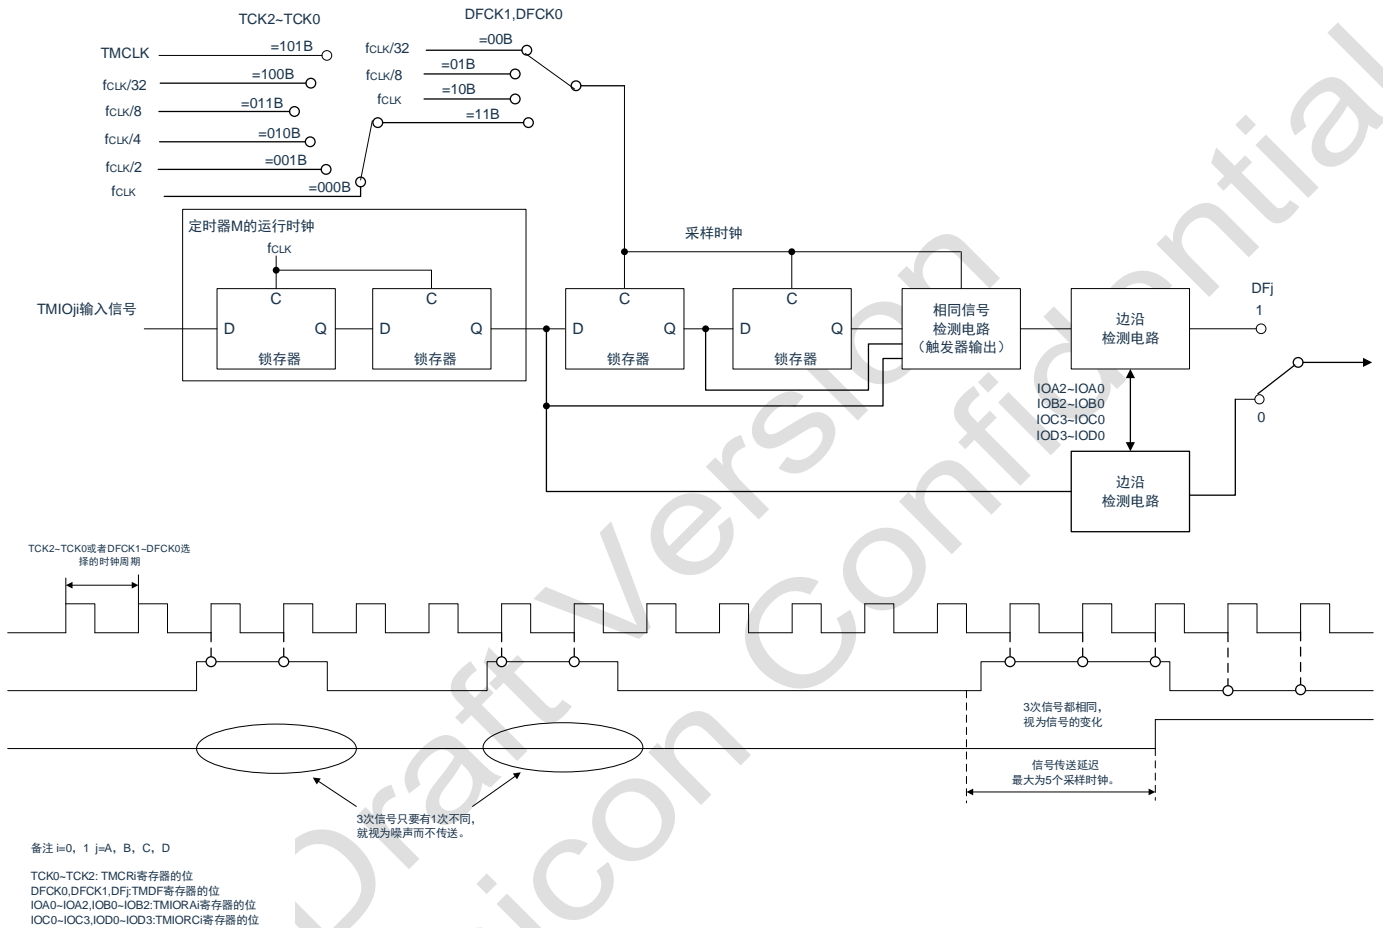 TCK2~TCK0
DFCK1,DFCK0
TMCLK
=101B
fCLK/32
=100B
fCLK/8
=011B
fCLK/4
=010B
fCLK/2
=001B
fCLK
=000B
fCLK/32
=00B
fCLK/8
=01B
fCLK
=10B
=11B
定时器M的运行时钟
fCLK
采样时钟
TMIOji输入信号
C
D
Q
锁存器
C
D
Q
锁存器
C
D
Q
锁存器
C
D
Q
锁存器
相同信号
检测电路
（触发器输出）
边沿
检测电路
DFj
1
0
IOA2~IOA0
IOB2~IOB0
IOC3~IOC0
IOD3~IOD0
边沿
检测电路
TCK2~TCK0或者DFCK1~DFCK0选
择的时钟周期
3次信号都相同，
视为信号的变化
信号传送延迟
最大为5个采样时钟。
3次信号只要有1次不同，
就视为噪声而不传送。
备注 i=0，1 j=A，B，C，D
TCK0~TCK2: TMCRi寄存器的位
DFCK0,DFCK1,DFj:TMDF寄存器的位
IOA0~IOA2,IOB0~IOB2:TMIORAi寄存器的位
IOC0~IOC3,IOD0~IOD3:TMIORCi寄存器的位
Draft Version
icon Confidential